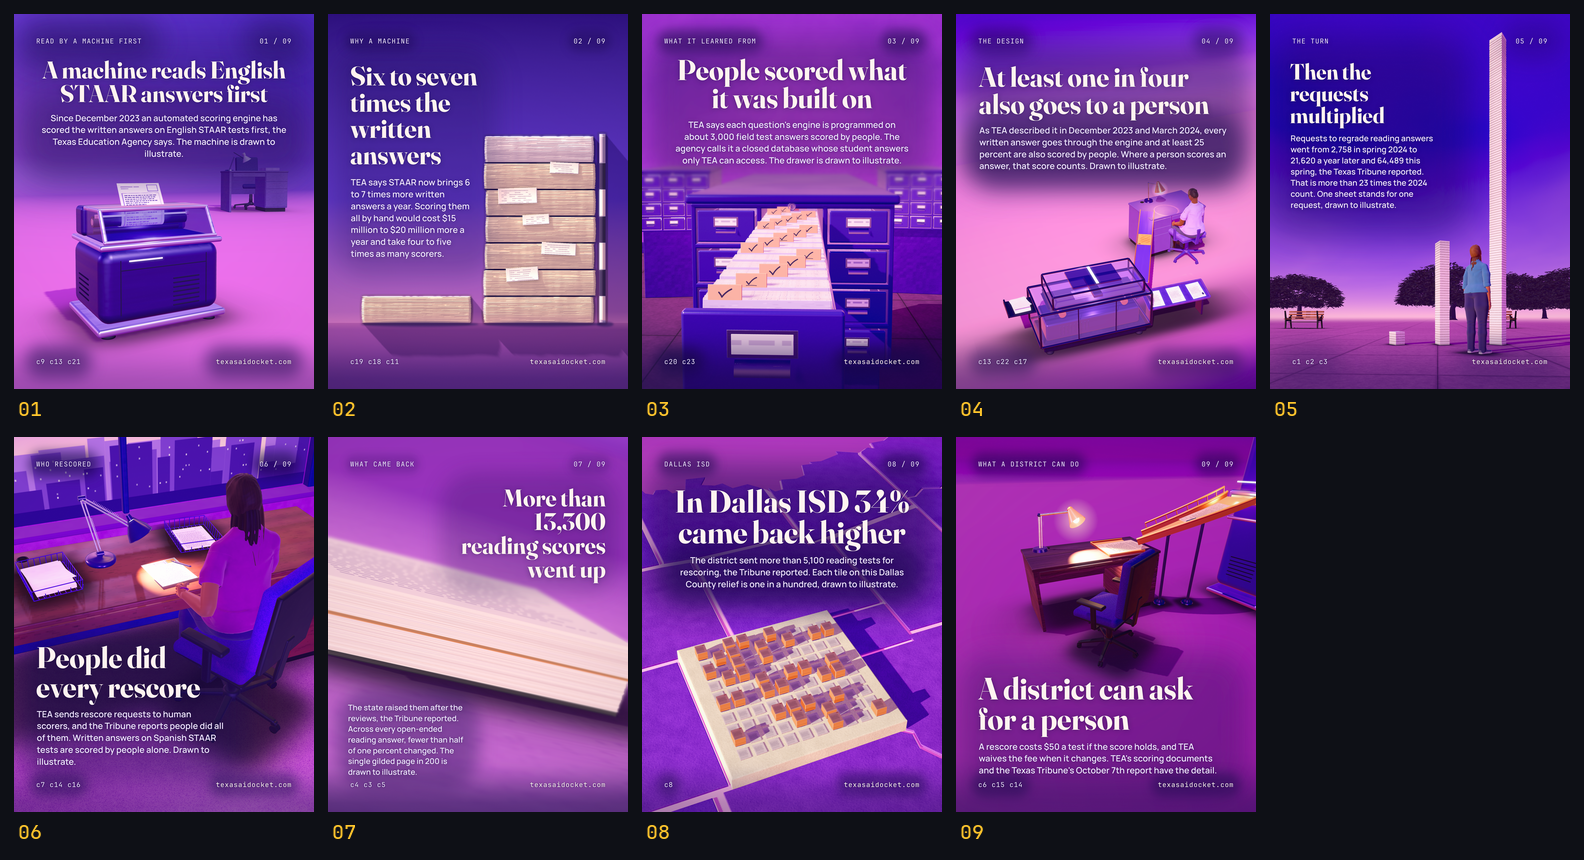 READ BY A MACHINE FIRST
01 / 09
A machine reads English
STAAR answers first
Since December 2023 an automated scoring engine has
scored the written answers on English STAAR tests first, the
Texas Education Agency says. The machine is drawn to
illustrate.
c9 c13 c21
texasaidocket.com
01
WHY A MACHINE
02 / 09
Six to seven
times the
written
answers
TEA says STAAR now brings 6
to 7 times more written
answers a year. Scoring them
all by hand would cost $15
million to $20 million more a
year and take four to five
times as many scorers.
c19 c18 c11
texasaidocket.com
02
WHAT IT LEARNED FROM
03 / 09
People scored what
it was built on
TEA says each question's engine is programmed on
about 3,000 field test answers scored by people. The
agency calls it a closed database whose student answers
only TEA can access. The drawer is drawn to illustrate.
c20 c23
texasaidocket.com
03
THE DESIGN
04 / 09
At least one in four
also goes to a person
As TEA described it in December 2023 and March 2024, every
written answer goes through the engine and at least 25
percent are also scored by people. Where a person scores an
answer, that score counts. Drawn to illustrate.
c13 c22 c17
texasaidocket.com
04
THE TURN
05 / 09
Then the
requests
multiplied
Requests to regrade reading answers
went from 2,758 in spring 2024 to
21,620 a year later and 64,489 this
spring, the Texas Tribune reported.
That is more than 23 times the 2024
count. One sheet stands for one
request, drawn to illustrate.
c1 c2 c3
texasaidocket.com
05
WHO RESCORED
06 / 09
People did
every rescore
TEA sends rescore requests to human
scorers, and the Tribune reports people did all
of them. Written answers on Spanish STAAR
tests are scored by people alone. Drawn to
illustrate.
c7 c14 c16
texasaidocket.com
06
WHAT CAME BACK
07 / 09
More than
13,300
reading scores
went up
The state raised them after the
reviews, the Tribune reported.
Across every open-ended
reading answer, fewer than half
of one percent changed. The
single gilded page in 200 is
drawn to illustrate.
c4 c3 c5
texasaidocket.com
07
DALLAS ISD
08 / 09
In Dallas ISD 34%
came back higher
The district sent more than 5,100 reading tests for
rescoring, the Tribune reported. Each tile on this Dallas
County relief is one in a hundred, drawn to illustrate.
c8
texasaidocket.com
08
WHAT A DISTRICT CAN DO
09 / 09
A district can ask
for a person
A rescore costs $50 a test if the score holds, and TEA
waives the fee when it changes. TEA's scoring documents
and the Texas Tribune's October 7th report have the detail.
c6 c15 c14
texasaidocket.com
09